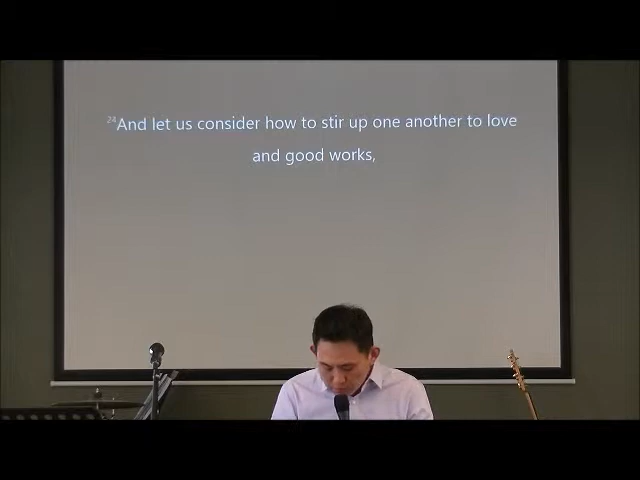 24And let us consider how to stir up one another to love
and good works,